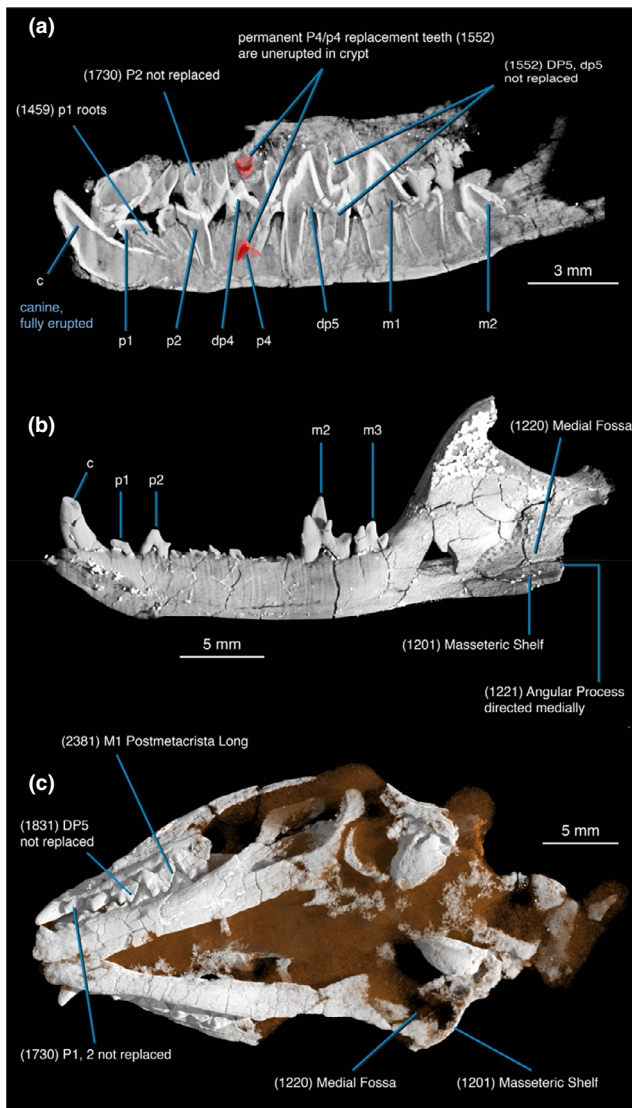 (a)
permanent P4/p4 replacement teeth (1552)
are unerupted in crypt
(1730) P2 not replaced
(1552) DP5, dp5
not replaced
(1459) p1 roots
c
canine,
fully erupted
p1
p2
dp4
p4
dp5
m1
m2
3 mm
(b)
c
p1
p2
m2
m3
(1220) Medial Fossa
5 mm
(1201) Masseteric Shelf
(1221) Angular Process
directed medially
(c)
(2381) M1 Postmetacrista Long
(1831) DP5
not replaced
5 mm
(1730) P1, 2 not replaced
(1220) Medial Fossa
(1201) Masseteric Shelf